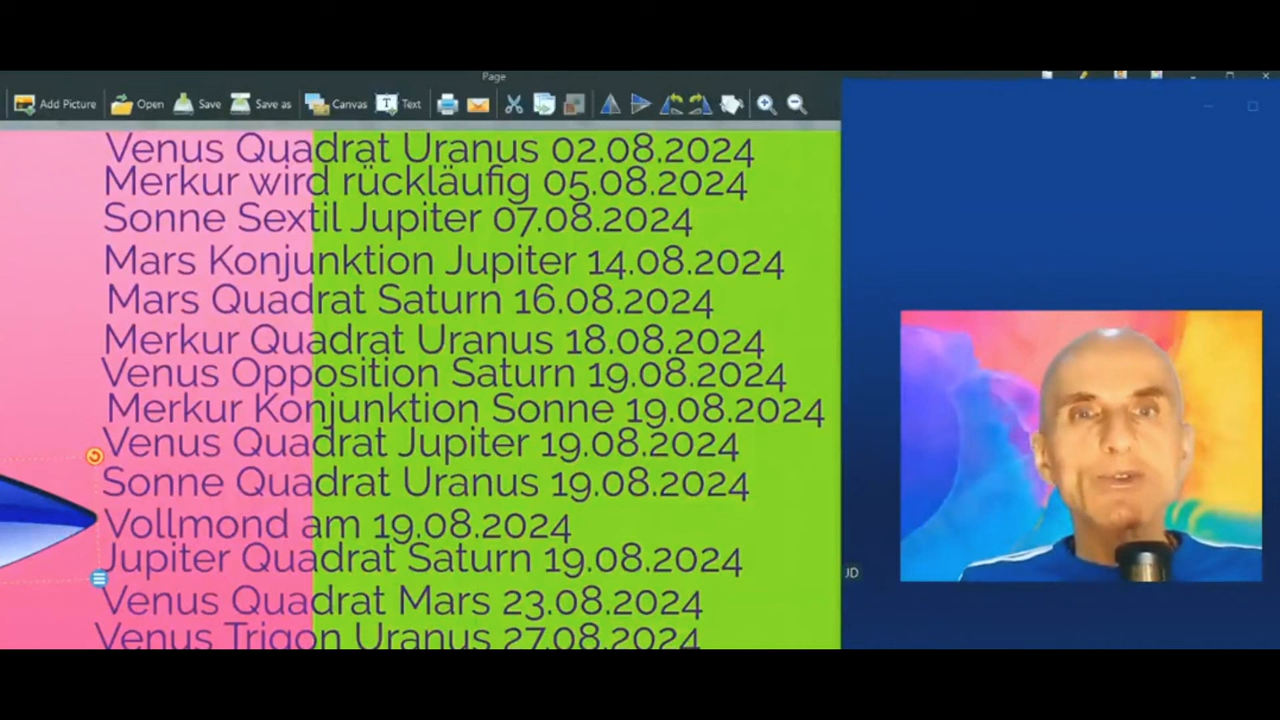 Page
Add Picture Open Save Save as Canvas Text
Venus Quadrat Uranus 02.08.2024
Merkur wird rückläufig 05.08.2024
Sonne Sextil Jupiter 07.08.2024
Mars Konjunktion Jupiter 14.08.2024
Mars Quadrat Saturn 16.08.2024
Merkur Quadrat Uranus 18.08.2024
Venus Opposition Saturn 19.08.2024
Merkur Konjunktion Sonne 19.08.2024
Venus Quadrat Jupiter 19.08.2024
Sonne Quadrat Uranus 19.08.2024
Vollmond am 19.08.2024
Jupiter Quadrat Saturn 19.08.2024
Venus Quadrat Mars 23.08.2024
Venus Trigon Uranus 27.08.2024
JD